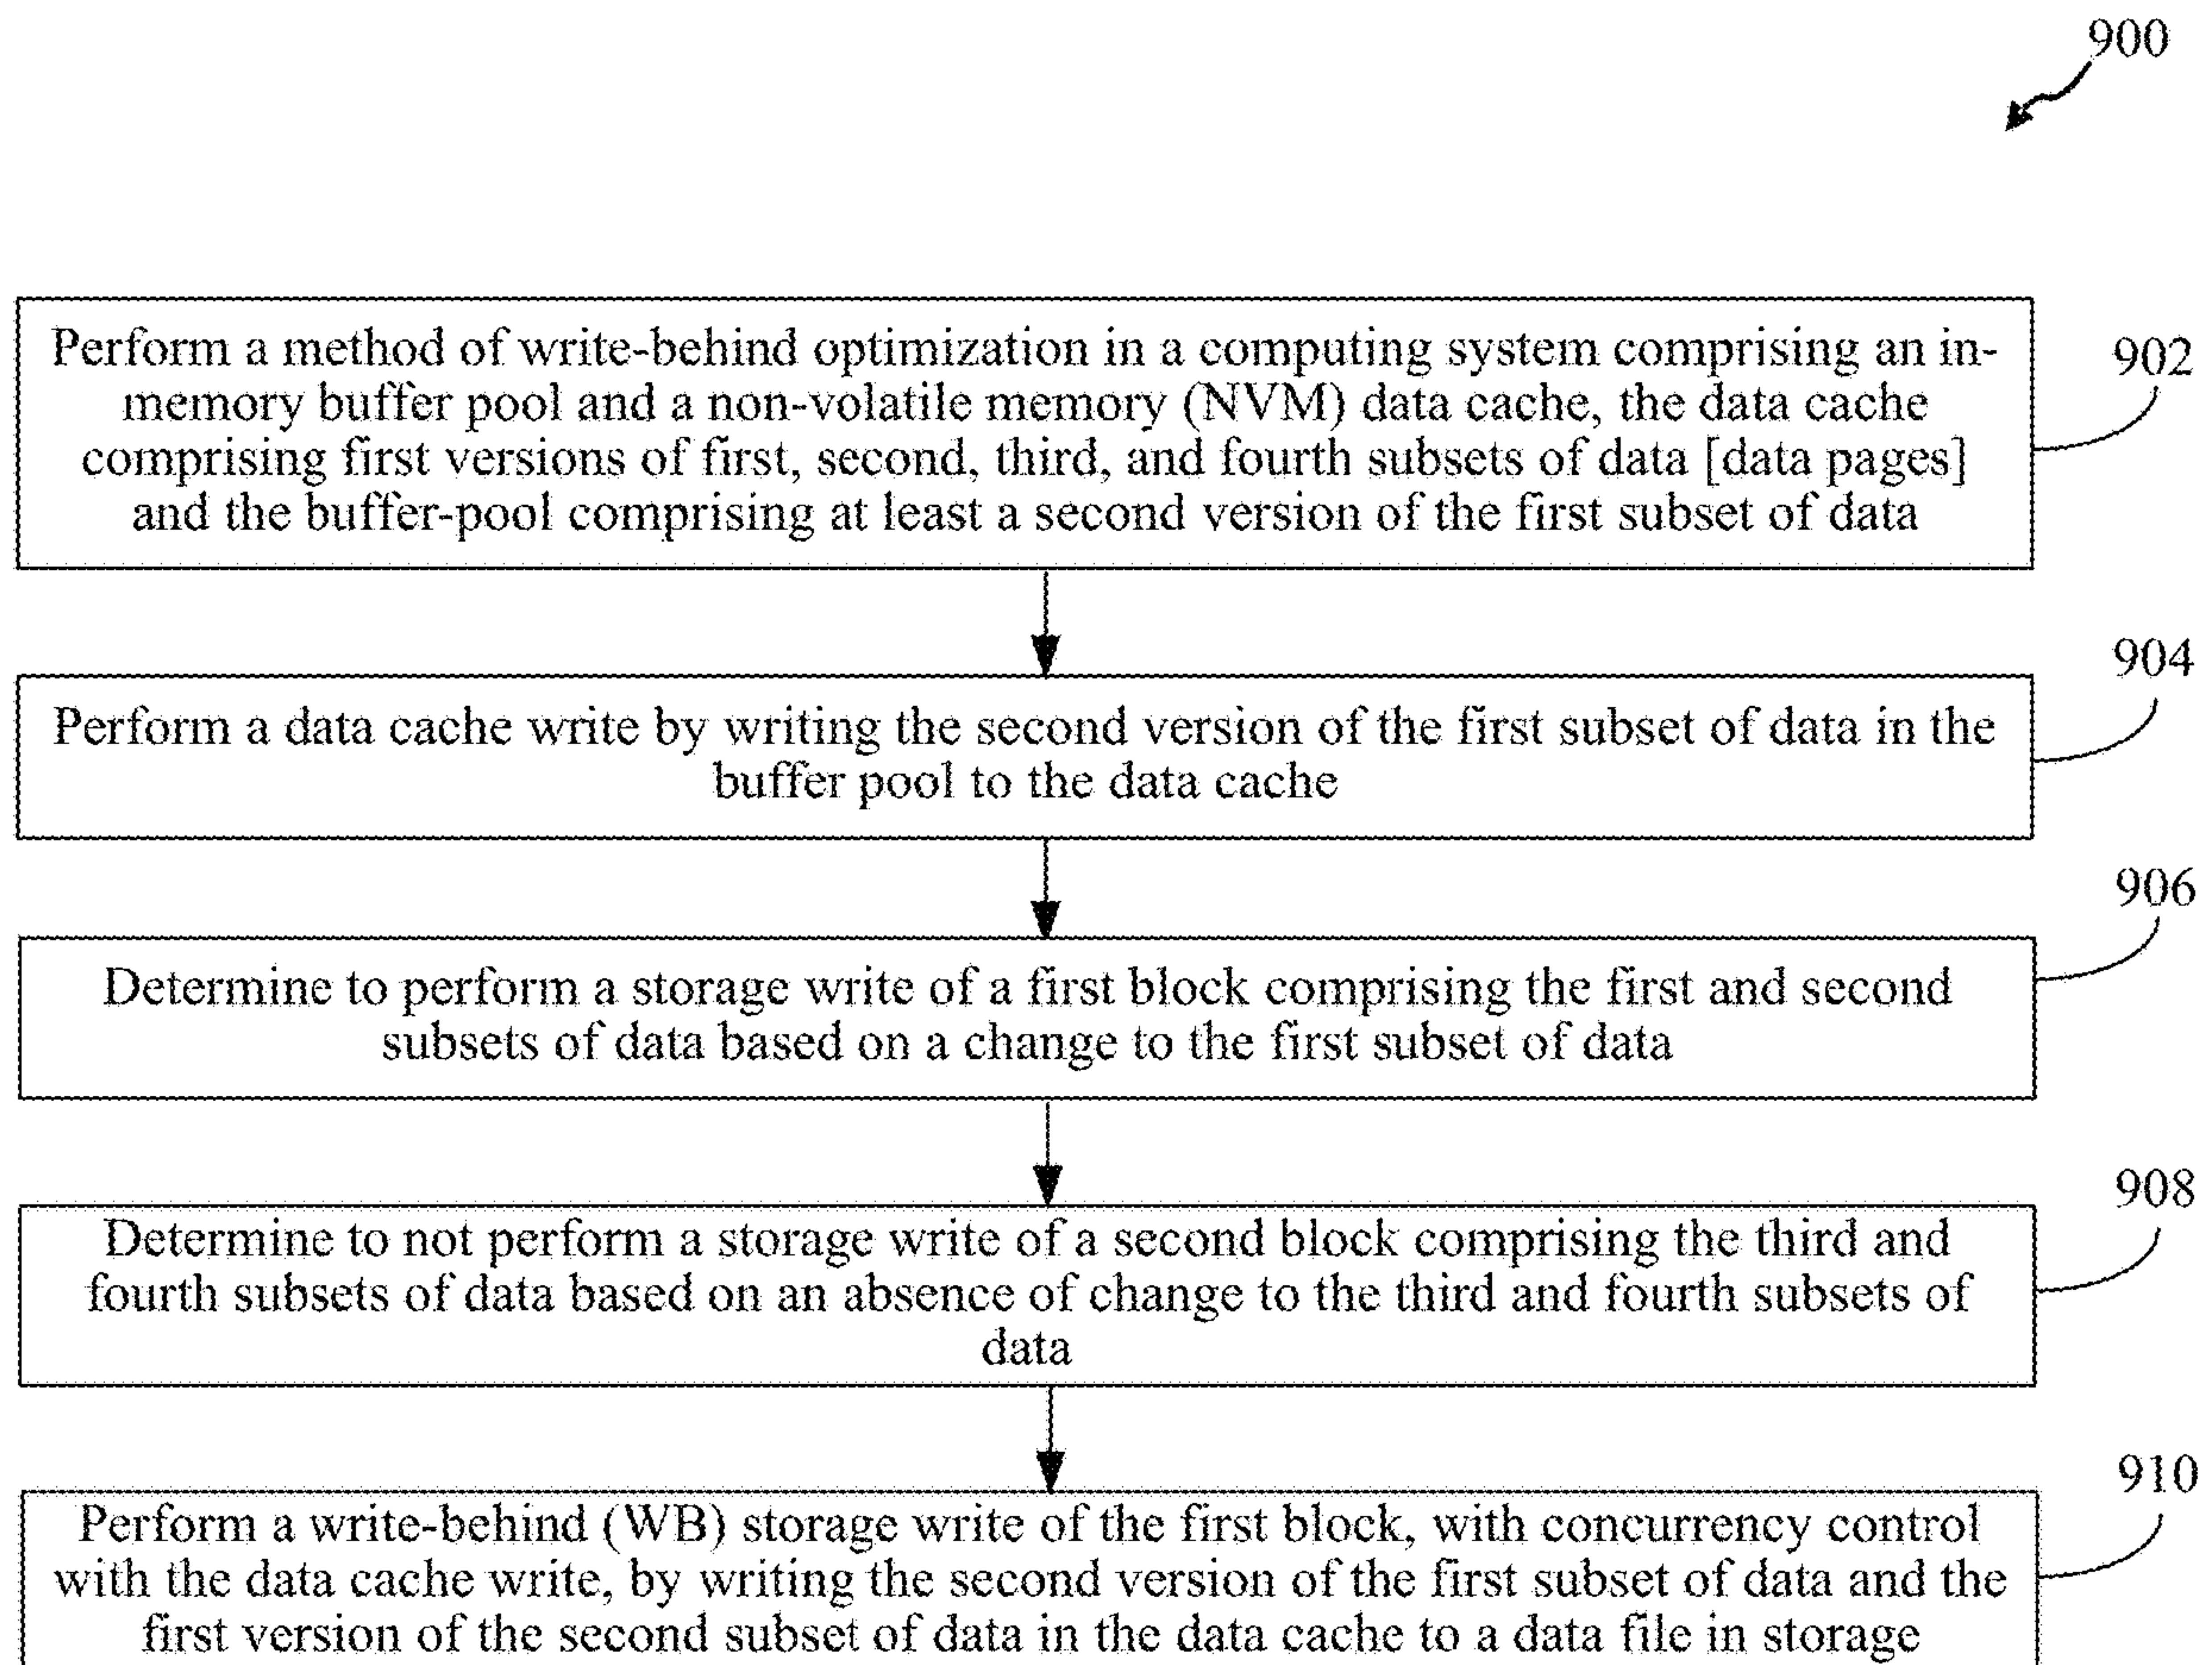 900
Perform a method of write-behind optimization in a computing system comprising an in-
memory buffer pool and a non-volatile memory (NVM) data cache, the data cache
comprising first versions of first, second, third, and fourth subsets of data [data pages]
and the buffer-pool comprising at least a second version of the first subset of data
902
Perform a data cache write by writing the second version of the first subset of data in the
buffer pool to the data cache
904
Determine to perform a storage write of a first block comprising the first and second
subsets of data based on a change to the first subset of data
906
Determine to not perform a storage write of a second block comprising the third and
fourth subsets of data based on an absence of change to the third and fourth subsets of
data
908
Perform a write-behind (WB) storage write of the first block, with concurrency control
with the data cache write, by writing the second version of the first subset of data and the
first version of the second subset of data in the data cache to a data file in storage
910